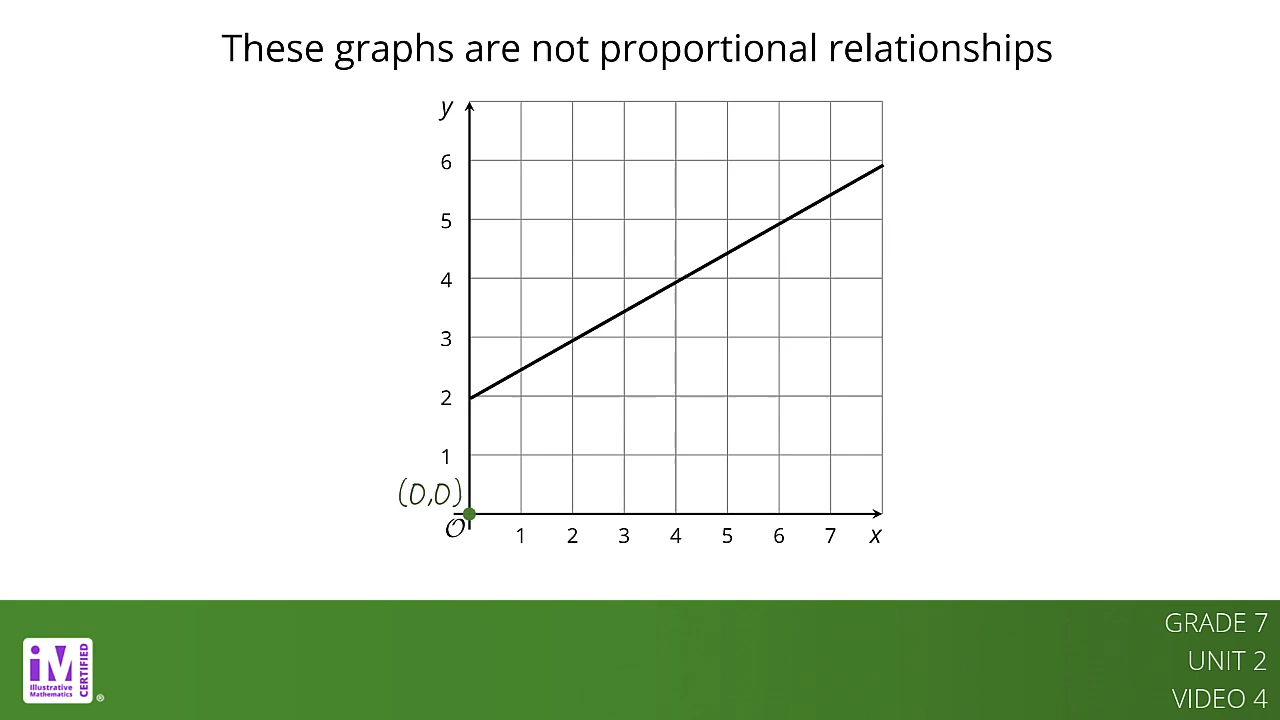 These graphs are not proportional relationships
y
6
5
4
3
2
1
(0,0)
O
1 2 3 4 5 6 7 x
GRADE 7
UNIT 2
VIDEO 4
iM
Illustrative
Mathematics
CERTIFIED
®